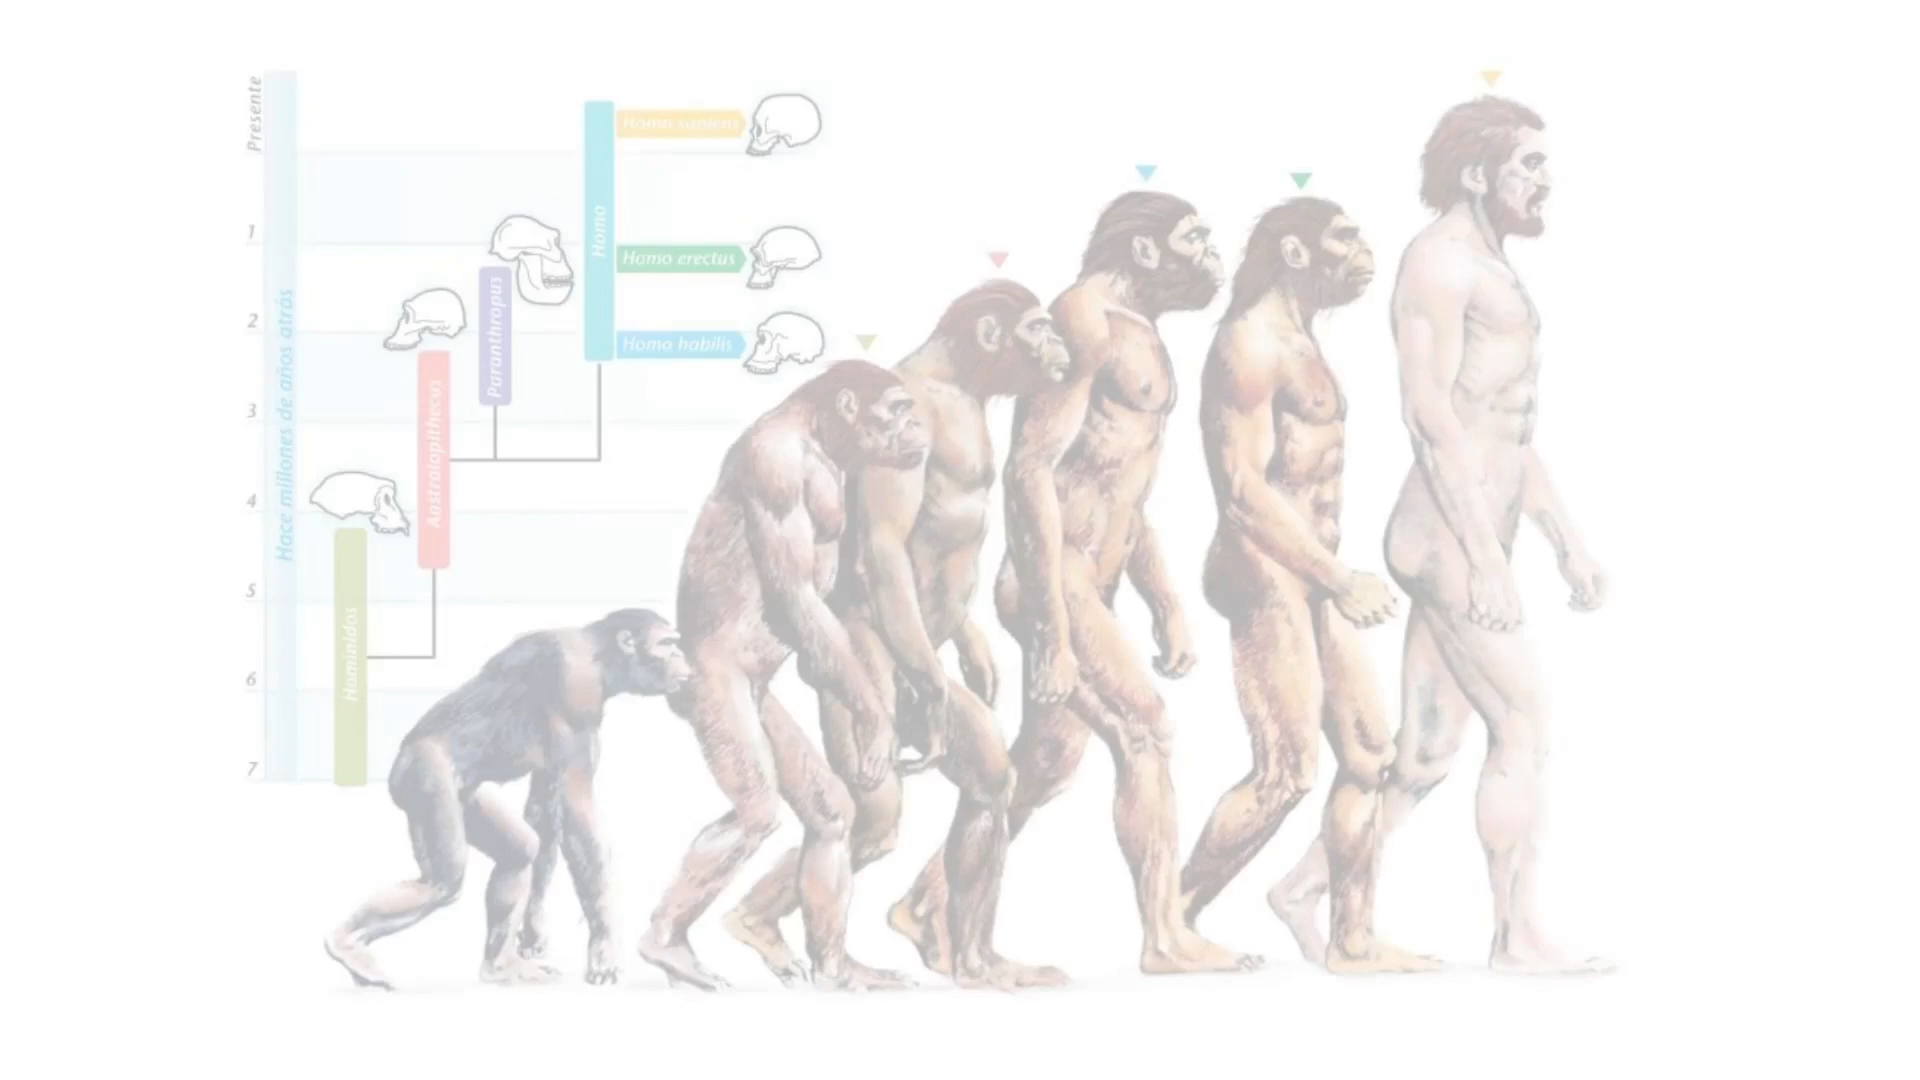 Presente
1
2
3
4
5
6
7
Hace millones de años atrás
Hominidos
Australopithecus
Paranthropus
Homo
Homo sapiens
Homo erectus
Homo habilis